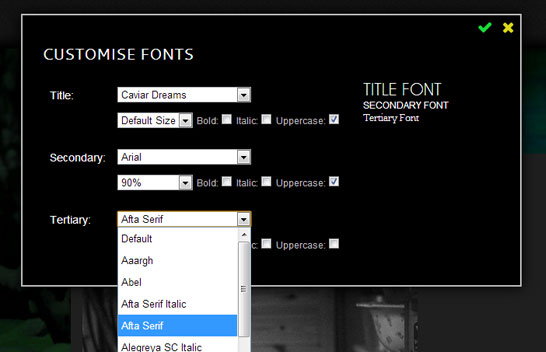 CUSTOMISE FONTS
Title: Caviar Dreams
Default Size Bold: Italic: Uppercase:
TITLE FONT
SECONDARY FONT
Tertiary Font
Secondary: Arial
90% Bold: Italic: Uppercase:
Tertiary: Afta Serif
Default
Aaargh
Abel
Afta Serif Italic
Afta Serif
Alegreya SC Italic
Uppercase: